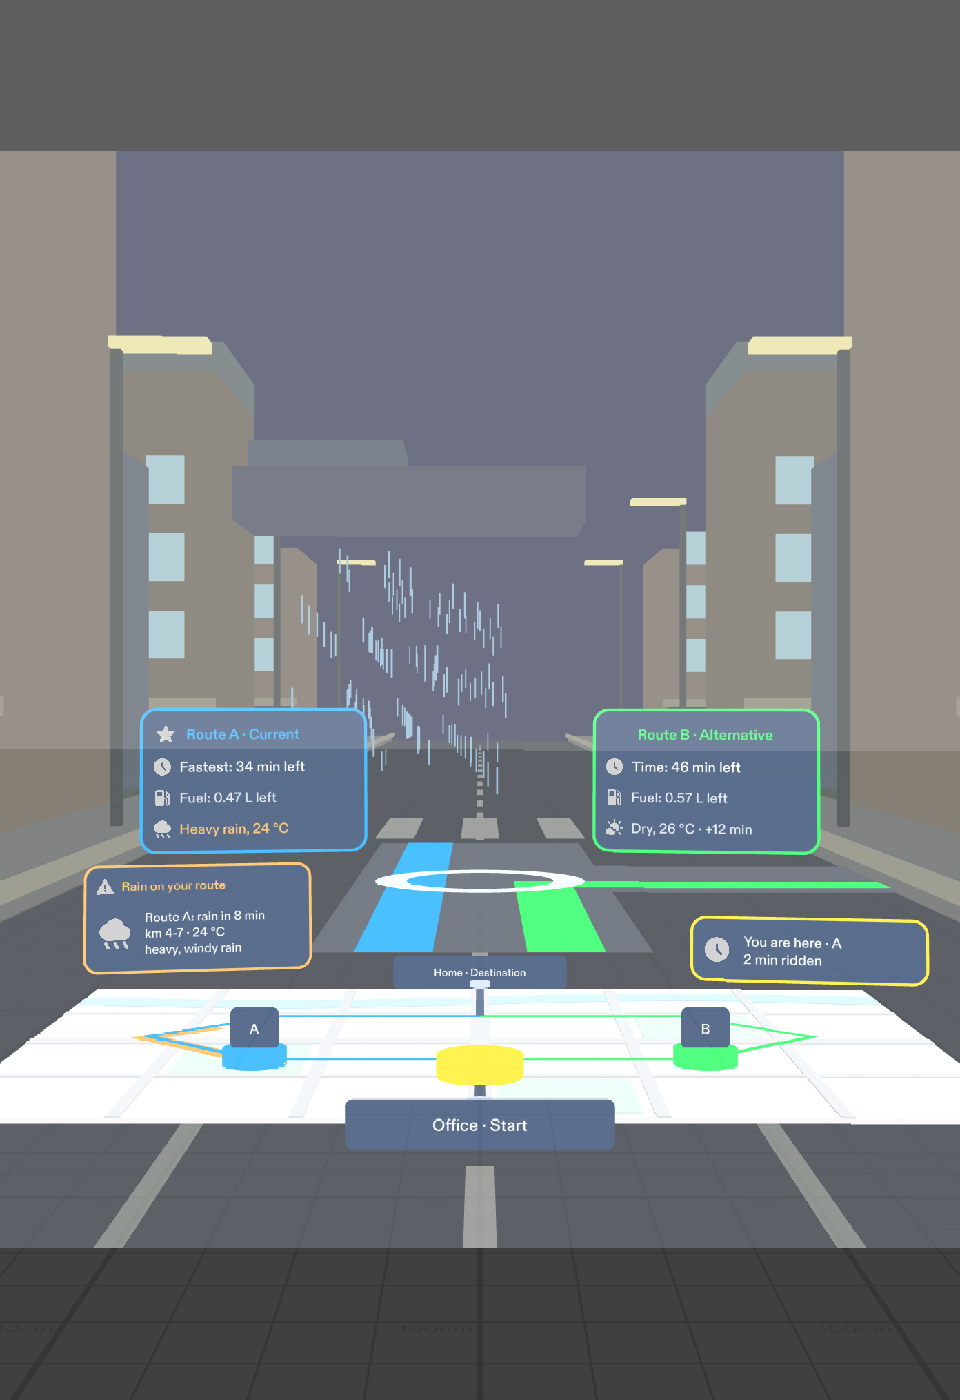 Route A · Current
Fastest: 34 min left
Fuel: 0.47 L left
Heavy rain, 24 °C
Route B · Alternative
Time: 46 min left
Fuel: 0.57 L left
Dry, 26 °C · +12 min
Rain on your route
Route A: rain in 8 min
km 4-7 · 24 °C
heavy, windy rain
You are here · A
2 min ridden
Home · Destination
A
B
Office · Start
100cm
100cm